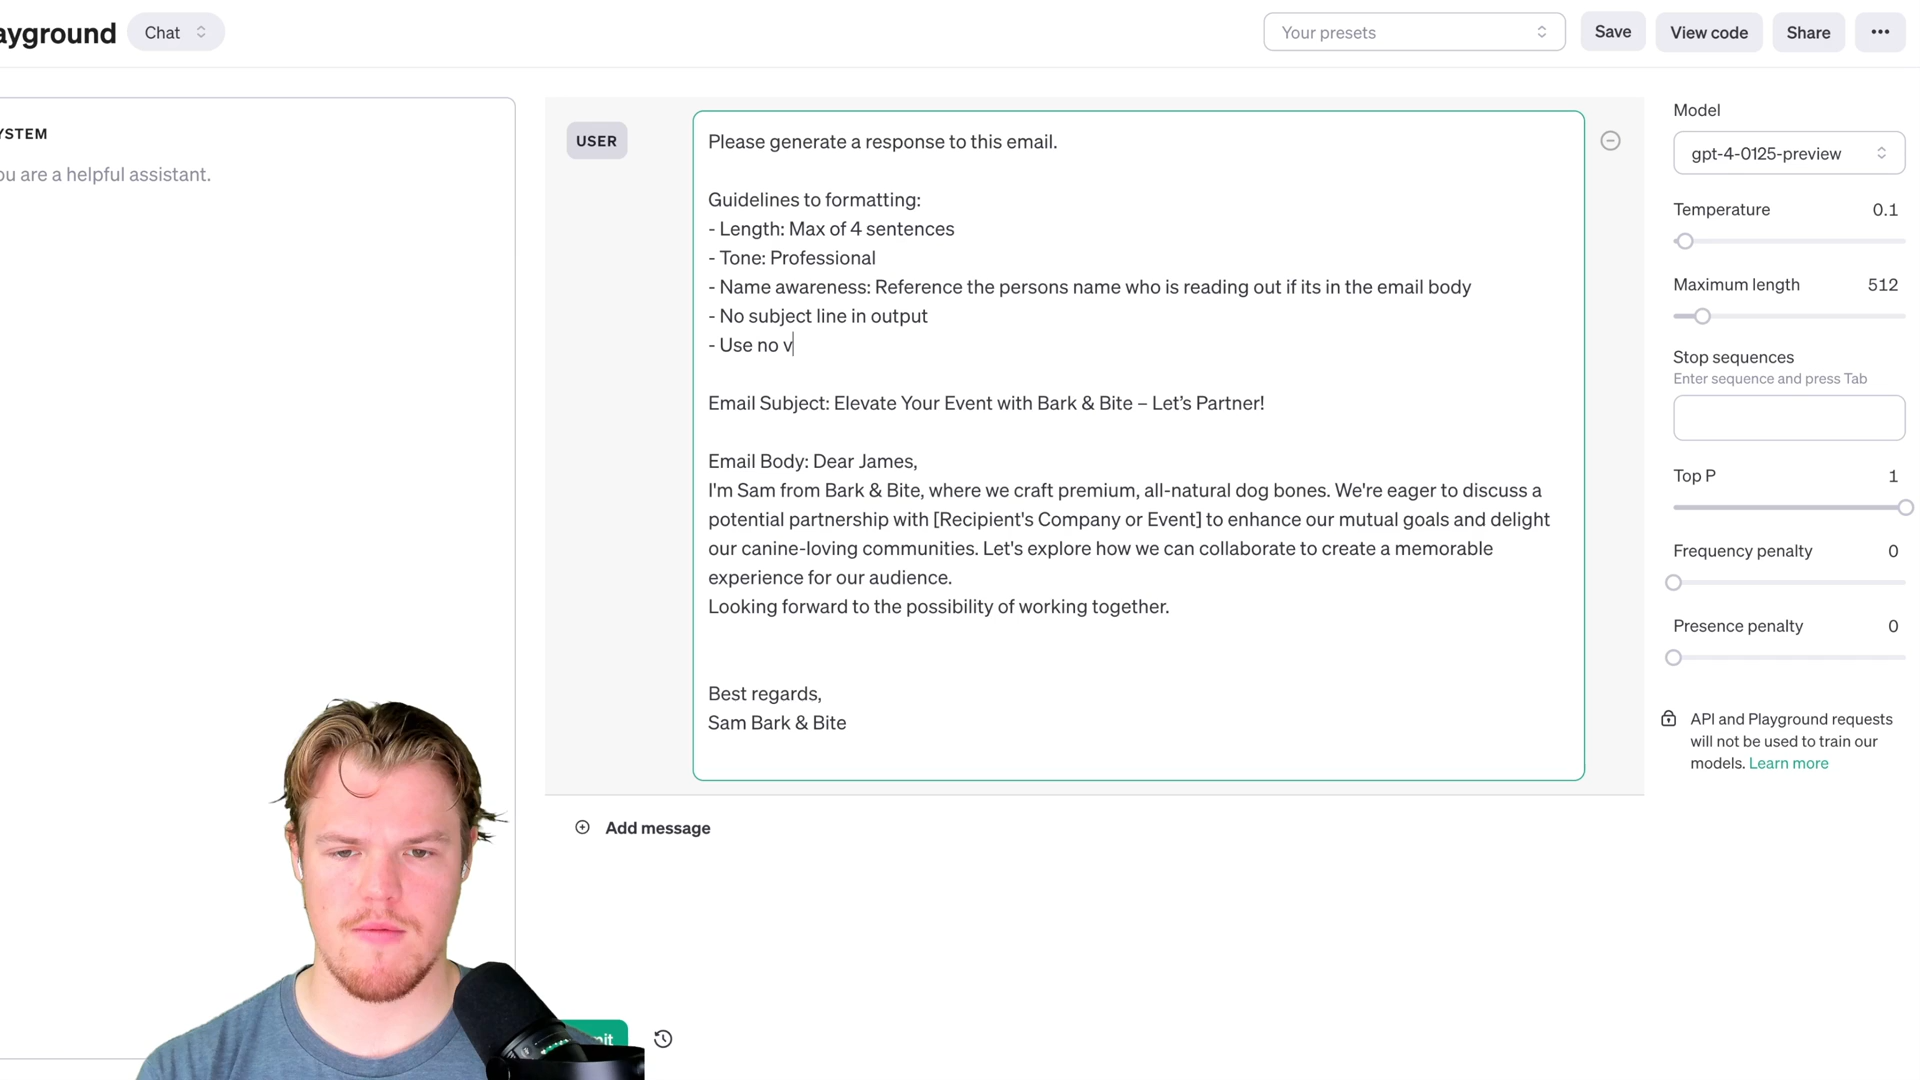 ayground
Chat
Your presets
Save
View code
Share
YSTEM
ou are a helpful assistant.
USER
Please generate a response to this email.
Guidelines to formatting:
- Length: Max of 4 sentences
- Tone: Professional
- Name awareness: Reference the persons name who is reading out if its in the email body
- No subject line in output
- Use no v
Email Subject: Elevate Your Event with Bark & Bite – Let’s Partner!
Email Body: Dear James,
I'm Sam from Bark & Bite, where we craft premium, all-natural dog bones. We're eager to discuss a
potential partnership with [Recipient's Company or Event] to enhance our mutual goals and delight
our canine-loving communities. Let's explore how we can collaborate to create a memorable
experience for our audience.
Looking forward to the possibility of working together.
Best regards,
Sam Bark & Bite
Add message
mit
Model
gpt-4-0125-preview
Temperature 0.1
Maximum length 512
Stop sequences
Enter sequence and press Tab
Top P 1
Frequency penalty 0
Presence penalty 0
API and Playground requests
will not be used to train our
models. Learn more